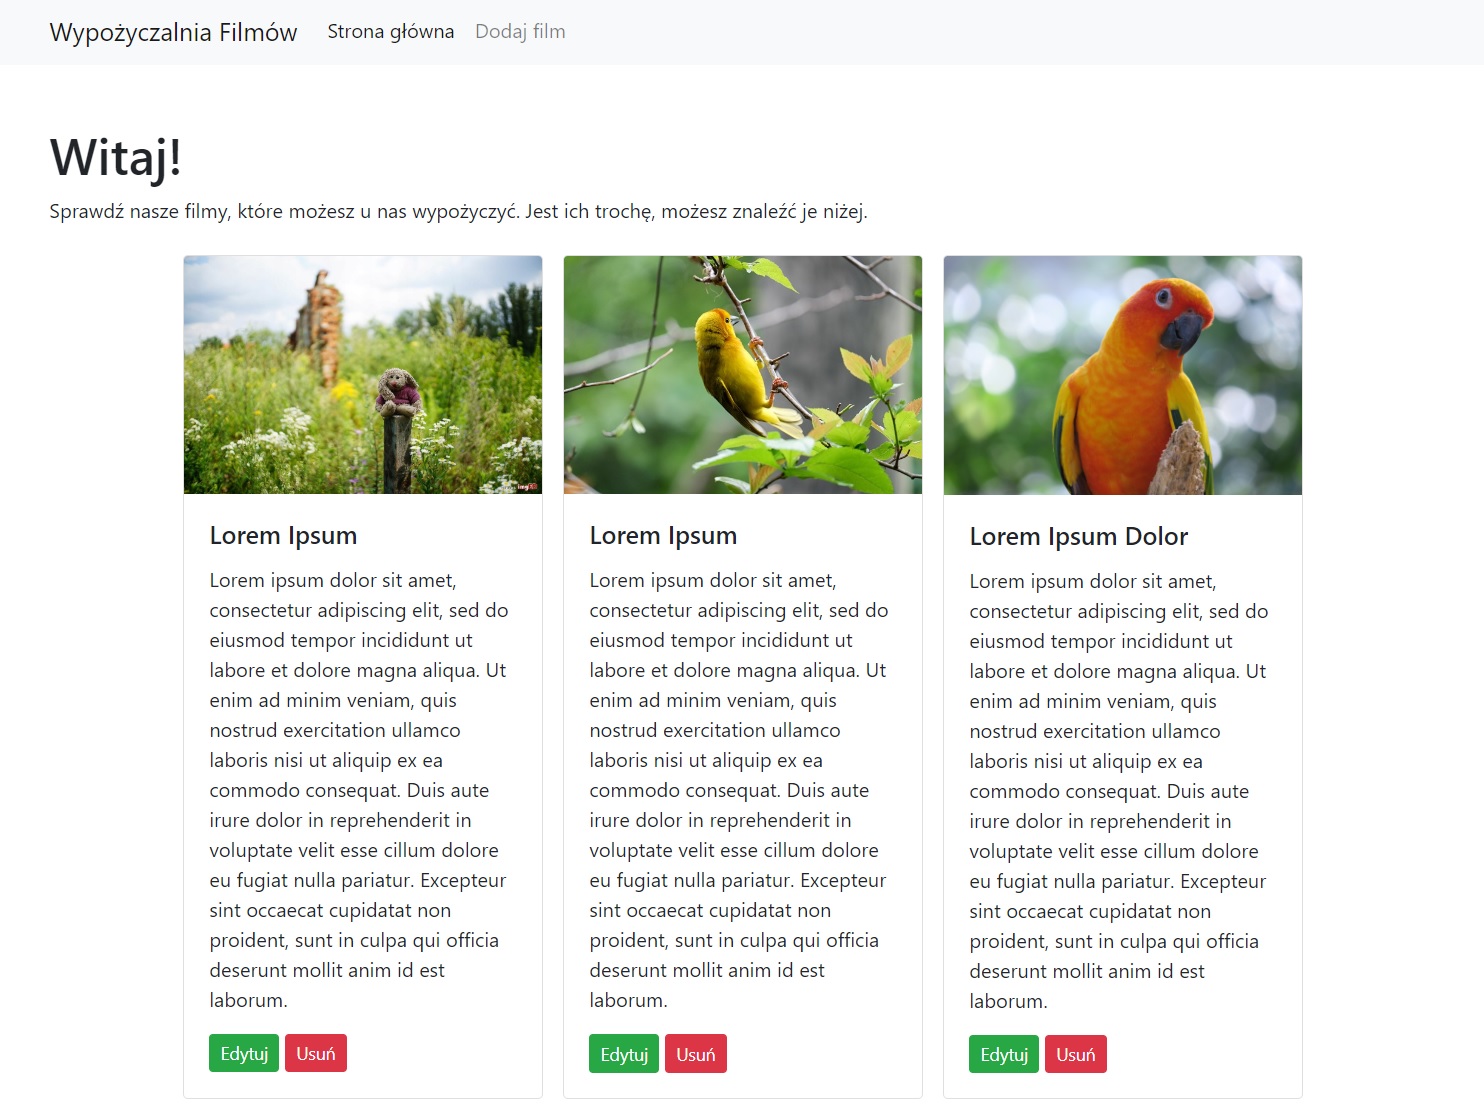 Wypożyczalnia Filmów Strona główna Dodaj film
Witaj!
Sprawdź nasze filmy, które możesz u nas wypożyczyć. Jest ich trochę, możesz znaleźć je niżej.
Lorem Ipsum
Lorem ipsum dolor sit amet,
consectetur adipiscing elit, sed do
eiusmod tempor incididunt ut
labore et dolore magna aliqua. Ut
enim ad minim veniam, quis
nostrud exercitation ullamco
laboris nisi ut aliquip ex ea
commodo consequat. Duis aute
irure dolor in reprehenderit in
voluptate velit esse cillum dolore
eu fugiat nulla pariatur. Excepteur
sint occaecat cupidatat non
proident, sunt in culpa qui officia
deserunt mollit anim id est
laborum.
Edytuj Usuń
Lorem Ipsum
Lorem ipsum dolor sit amet,
consectetur adipiscing elit, sed do
eiusmod tempor incididunt ut
labore et dolore magna aliqua. Ut
enim ad minim veniam, quis
nostrud exercitation ullamco
laboris nisi ut aliquip ex ea
commodo consequat. Duis aute
irure dolor in reprehenderit in
voluptate velit esse cillum dolore
eu fugiat nulla pariatur. Excepteur
sint occaecat cupidatat non
proident, sunt in culpa qui officia
deserunt mollit anim id est
laborum.
Edytuj Usuń
Lorem Ipsum Dolor
Lorem ipsum dolor sit amet,
consectetur adipiscing elit, sed do
eiusmod tempor incididunt ut
labore et dolore magna aliqua. Ut
enim ad minim veniam, quis
nostrud exercitation ullamco
laboris nisi ut aliquip ex ea
commodo consequat. Duis aute
irure dolor in reprehenderit in
voluptate velit esse cillum dolore
eu fugiat nulla pariatur. Excepteur
sint occaecat cupidatat non
proident, sunt in culpa qui officia
deserunt mollit anim id est
laborum.
Edytuj Usuń